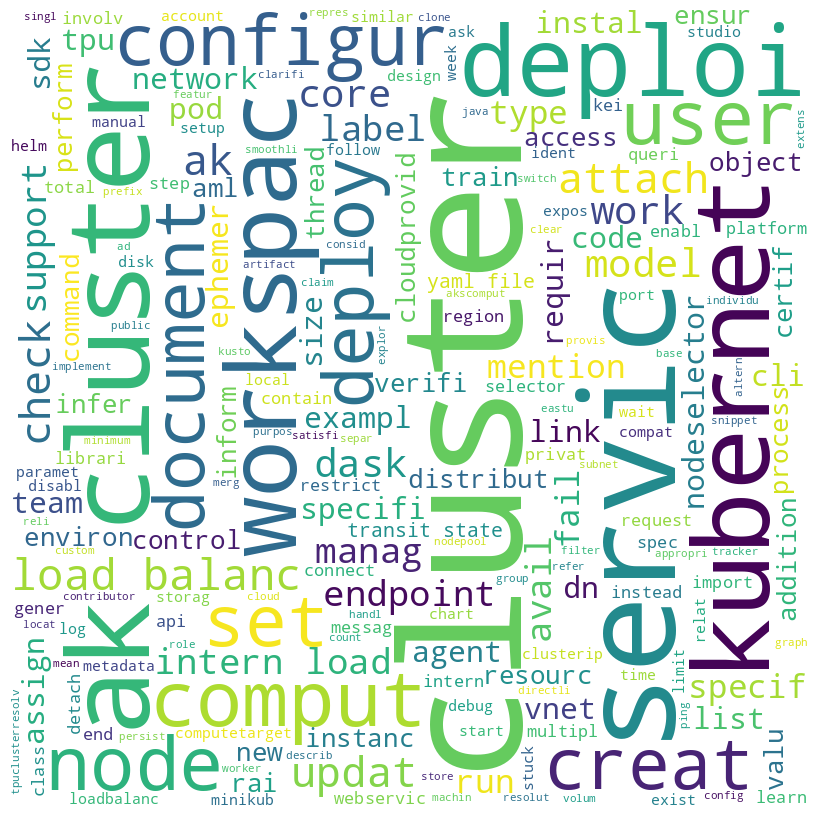 singl
involv
account
repres
similar
clone
ask
instal
ensur
studio
tpu
configur
deploi
sdk
network
clarifi
design
week
user
perform
featur
pod
core
type
java
kei
extens
manual
setup
label
access
ident
queri
object
helm
smoothli
follow
ak
cluster
workspac
thread
train
switch
attach
total
prefix
step
aml
cloudprovid
work
expos
enabl
platform
check
support
document
ephemer
deploy
consid
code
clear
model
requir
certif
ad
disk
artifact
claim
yaml file
akscomput
port
individu
command
public
size
region
service
kubernet
implement
explor
mention
provis
base
altern
kusto
local
verifi
selector
nodeselector
cli
infer
inform
contain
exampl
eastu
wait
compat
snippet
minimum
purpos
satisfi
separ
link
privat
process
librari
paramet
disabl
merg
dask
distribut
subnet
team
reli
restrict
specifi
fail
request
addition
environ
control
transit state
nodepool
spec
filter
appropri
tracker
custom
manag
connect
cluster
avail
dn
instead
refer
load balanc
endpoint
group
import
contributor
storag
cloud
gener
set
handl
chart
relat
locat
log
api
messag
count
agent
clusterip
time
limit
graph
mean
metadata
role
intern load
intern
resourc
specif
assign
detach
ak
comput
directli
ping
list
tpuclusterresolv
end
computetarget
debug
vnet
start
multipl
node
new
describ
instanc
stuck
creat
valu
class
persist
worker
rai
updat
run
loadbalanc
minikub
webservic
store
machin
resolut
volum
exist
config
learn